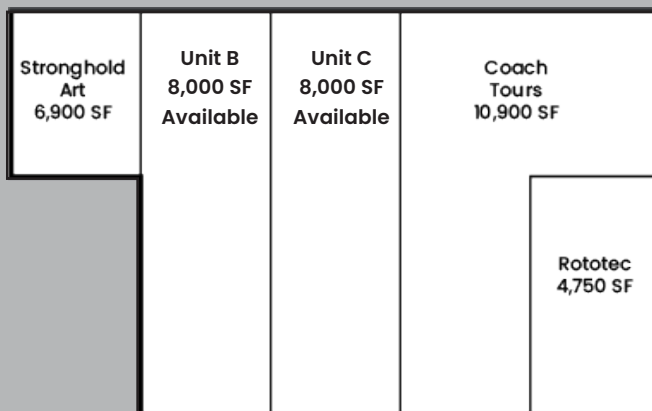 Stronghold
Art
6,900 SF
Unit B
8,000 SF
Available
Unit C
8,000 SF
Available
Coach
Tours
10,900 SF
Rototec
4,750 SF